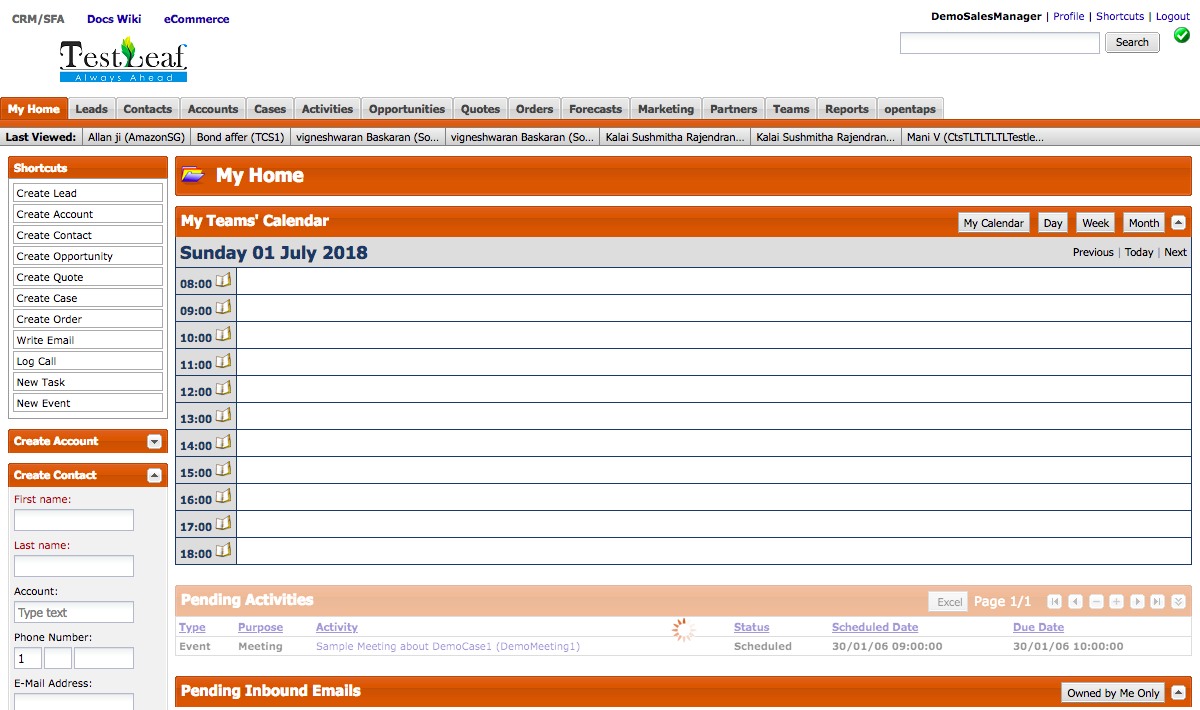 CRM/SFA Docs Wiki eCommerce
DemoSalesManager | Profile | Shortcuts | Logout
TestLeaf
Always Ahead
Search
My Home Leads Contacts Accounts Cases Activities Opportunities Quotes Orders Forecasts Marketing Partners Teams Reports opentaps
Last Viewed: Allan ji (AmazonSG) Bond affer (TCS1) vigneshwaran Baskaran (So... vigneshwaran Baskaran (So... Kalai Sushmitha Rajendran... Kalai Sushmitha Rajendran... Mani V (CtsTLTLTLTLTestle...
Shortcuts
Create Lead
Create Account
Create Contact
Create Opportunity
Create Quote
Create Case
Create Order
Write Email
Log Call
New Task
New Event
Create Account
Create Contact
First name:
Last name:
Account:
Type text
Phone Number:
1
E-Mail Address:
My Home
My Teams' Calendar My Calendar Day Week Month
Sunday 01 July 2018 Previous | Today | Next
08:00
09:00
10:00
11:00
12:00
13:00
14:00
15:00
16:00
17:00
18:00
Pending Activities Excel Page 1/1
Type Purpose Activity Status Scheduled Date Due Date
Event Meeting Sample Meeting about DemoCase1 (DemoMeeting1) Scheduled 30/01/06 09:00:00 30/01/06 10:00:00
Pending Inbound Emails Owned by Me Only